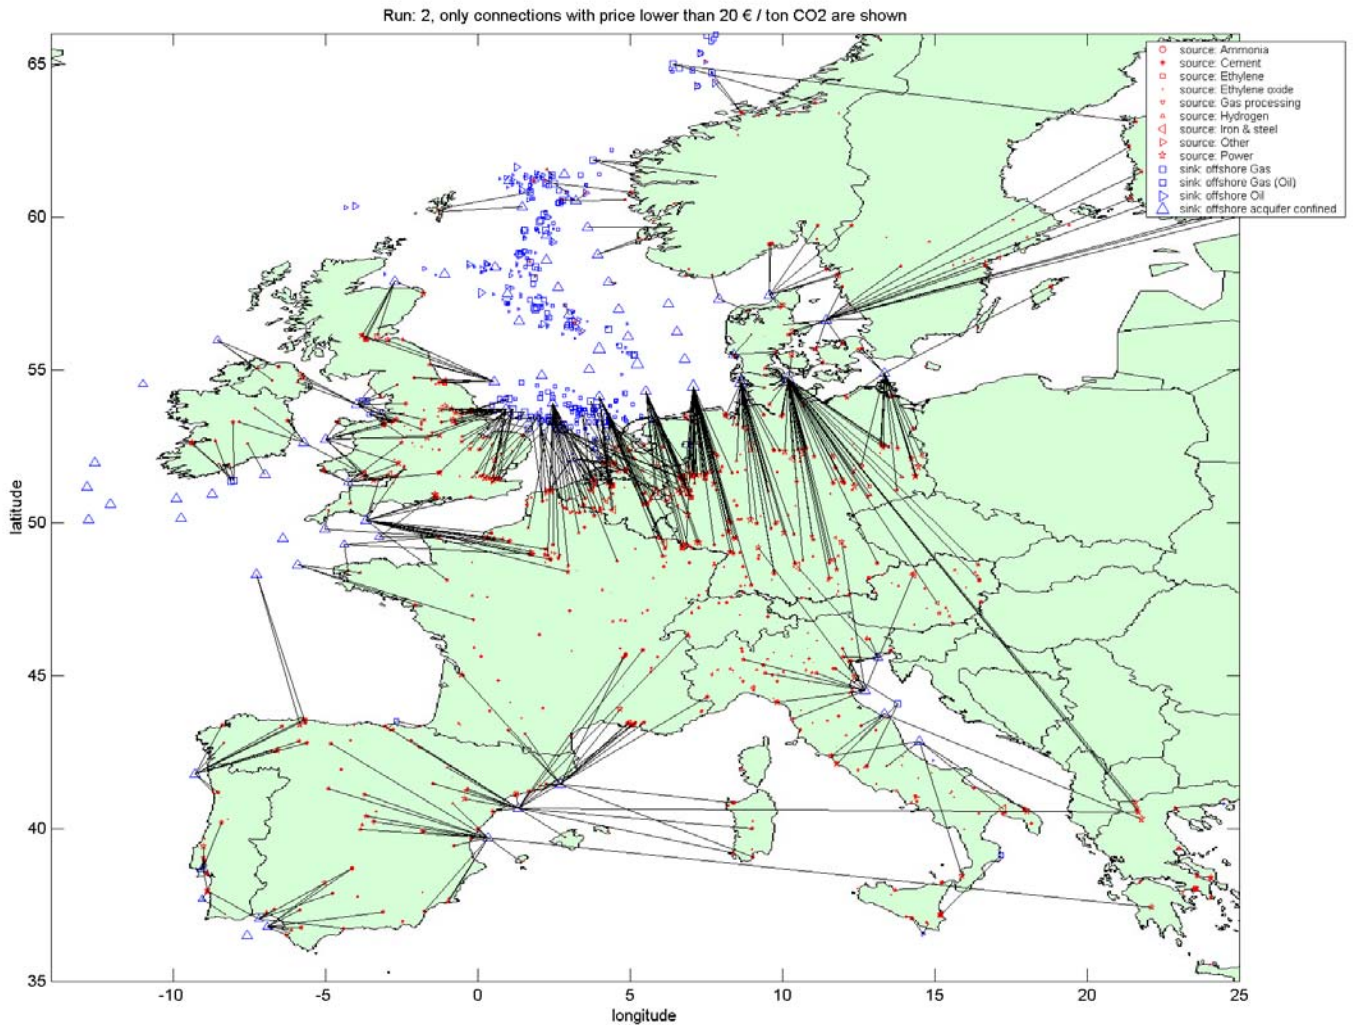 Run: 2, only connections with price lower than 20 € / ton CO2 are shown
65
60
55
50
45
40
35
latitude
-10 -5 0 5 10 15 20 25
longitude
source: Ammonia
source: Cement
source: Ethylene
source: Ethylene oxide
source: Gas processing
source: Hydrogen
source: Iron & steel
source: Other
source: Power
sink: offshore Gas
sink: offshore Gas (Oil)
sink: offshore Oil
sink: offshore acquifer confined